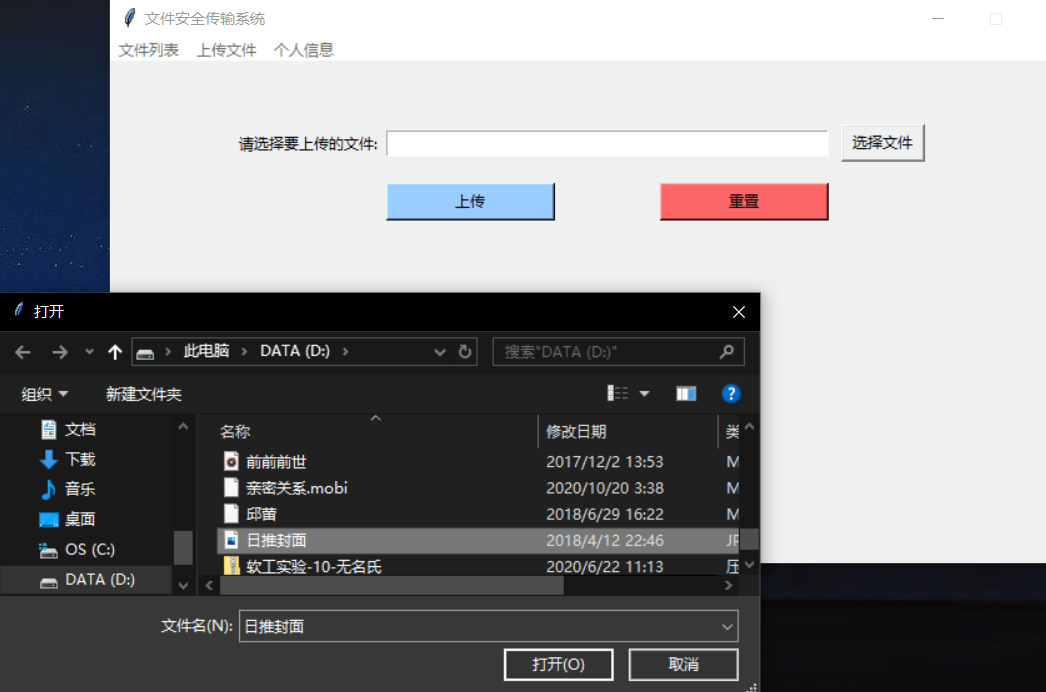 文件安全传输系统
文件列表 上传文件 个人信息
请选择要上传的文件: 选择文件
上传 重置
打开
此电脑 DATA (D:) 搜索"DATA (D:)"
组织 新建文件夹 ?
文档
下载
音乐
桌面
OS (C:)
DATA (D:)
名称 修改日期 类
前前前世 2017/12/2 13:53 M
亲密关系.mobi 2020/10/20 3:38 M
邱苗 2018/6/29 16:22 M
日推封面 2018/4/12 22:46 JP
软工实验-10-无名氏 2020/6/22 11:13 压
文件名(N): 日推封面
打开(O) 取消